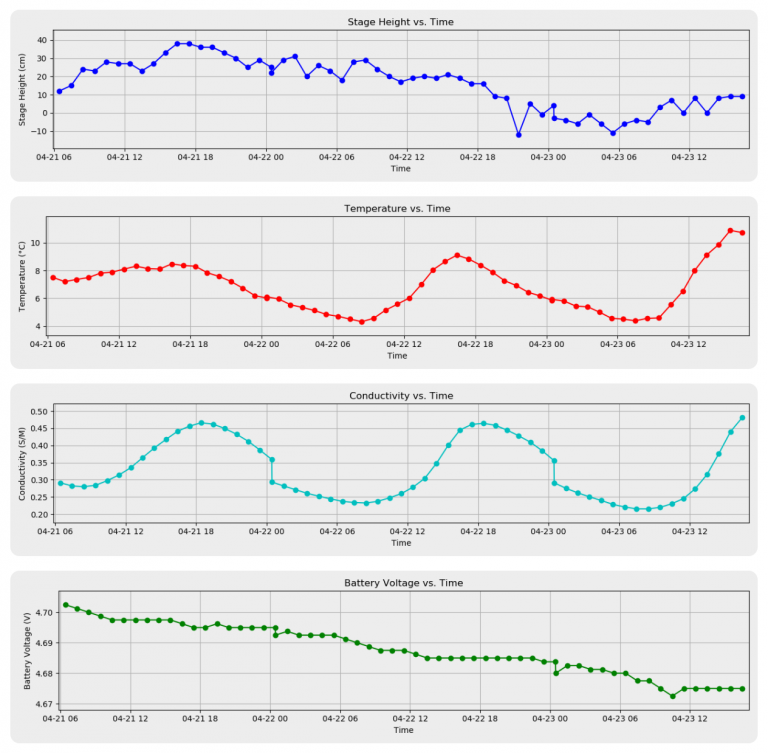 Stage Height vs. Time
Stage Height (cm)
40
30
20
10
0
−10
04-21 06 04-21 12 04-21 18 04-22 00 04-22 06 04-22 12 04-22 18 04-23 00 04-23 06 04-23 12
Time
Temperature vs. Time
Temperature (°C)
10
8
6
4
04-21 06 04-21 12 04-21 18 04-22 00 04-22 06 04-22 12 04-22 18 04-23 00 04-23 06 04-23 12
Time
Conductivity vs. Time
Conductivity (S/M)
0.50
0.45
0.40
0.35
0.30
0.25
0.20
04-21 06 04-21 12 04-21 18 04-22 00 04-22 06 04-22 12 04-22 18 04-23 00 04-23 06 04-23 12
Time
Battery Voltage vs. Time
Battery Voltage (V)
4.70
4.69
4.68
4.67
04-21 06 04-21 12 04-21 18 04-22 00 04-22 06 04-22 12 04-22 18 04-23 00 04-23 06 04-23 12
Time